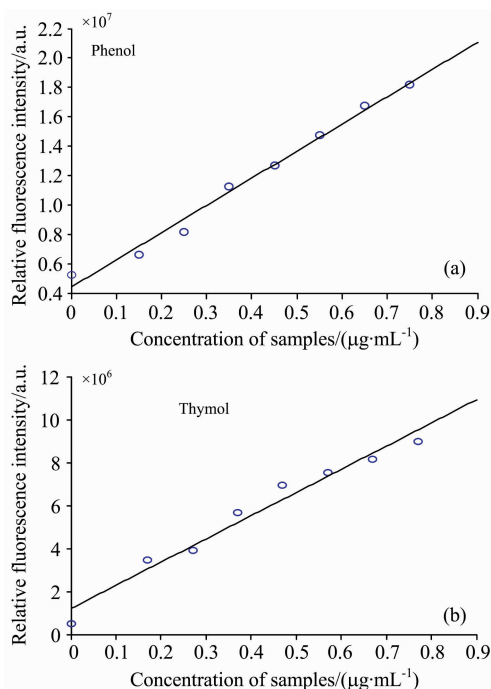 ×10⁷
2.2
Phenol
2.0
1.8
1.6
1.4
1.2
1.0
0.8
0.6
0.4
Relative fluorescence intensity/a.u.
(a)
0 0.1 0.2 0.3 0.4 0.5 0.6 0.7 0.8 0.9
Concentration of samples/(μg·mL⁻¹)
12 ×10⁶
Thymol
10
8
6
4
2
0
Relative fluorescence intensity/a.u.
(b)
0 0.1 0.2 0.3 0.4 0.5 0.6 0.7 0.8 0.9
Concentration of samples/(μg·mL⁻¹)